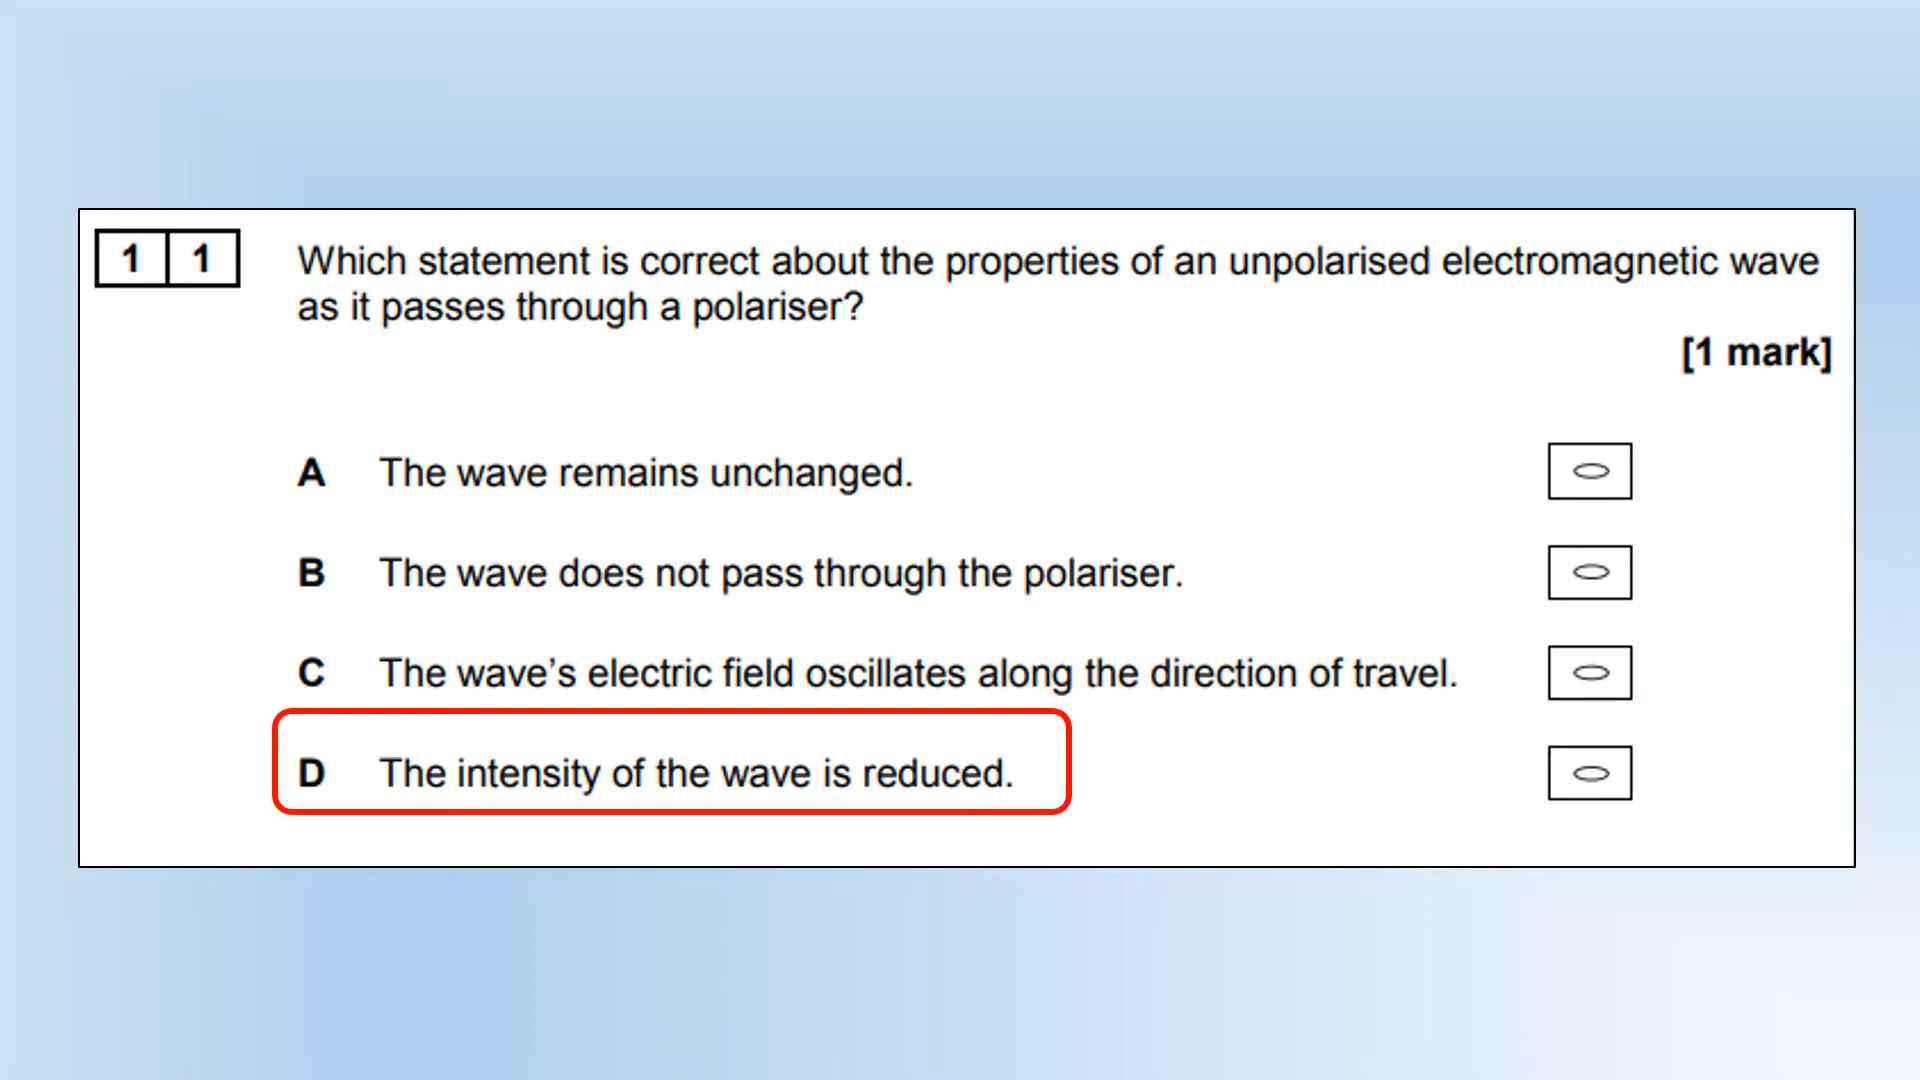 1 1 Which statement is correct about the properties of an unpolarised electromagnetic wave
as it passes through a polariser?
[1 mark]
A The wave remains unchanged.
B The wave does not pass through the polariser.
C The wave’s electric field oscillates along the direction of travel.
D The intensity of the wave is reduced.